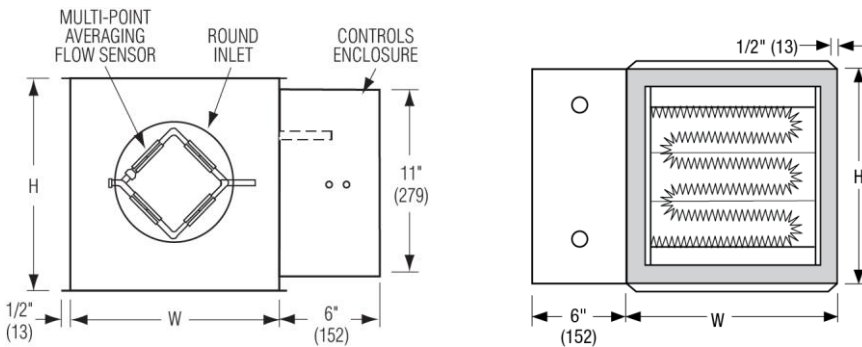 MULTI-POINT
AVERAGING
FLOW SENSOR
ROUND
INLET
CONTROLS
ENCLOSURE
H
11"
(279)
1/2"
(13)
W
6"
(152)
1/2" (13)
H
6"
(152)
W